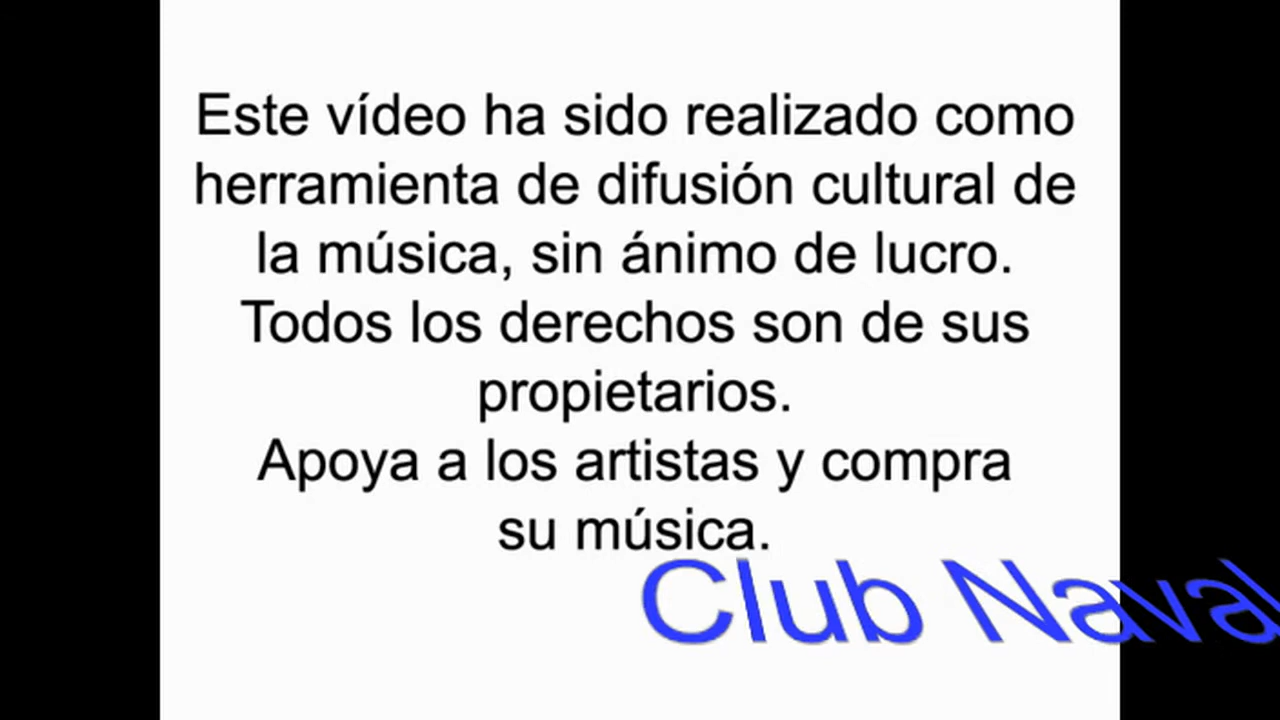 Este vídeo ha sido realizado como
herramienta de difusión cultural de
la música, sin ánimo de lucro.
Todos los derechos son de sus
propietarios.
Apoya a los artistas y compra
su música.
Club Naval